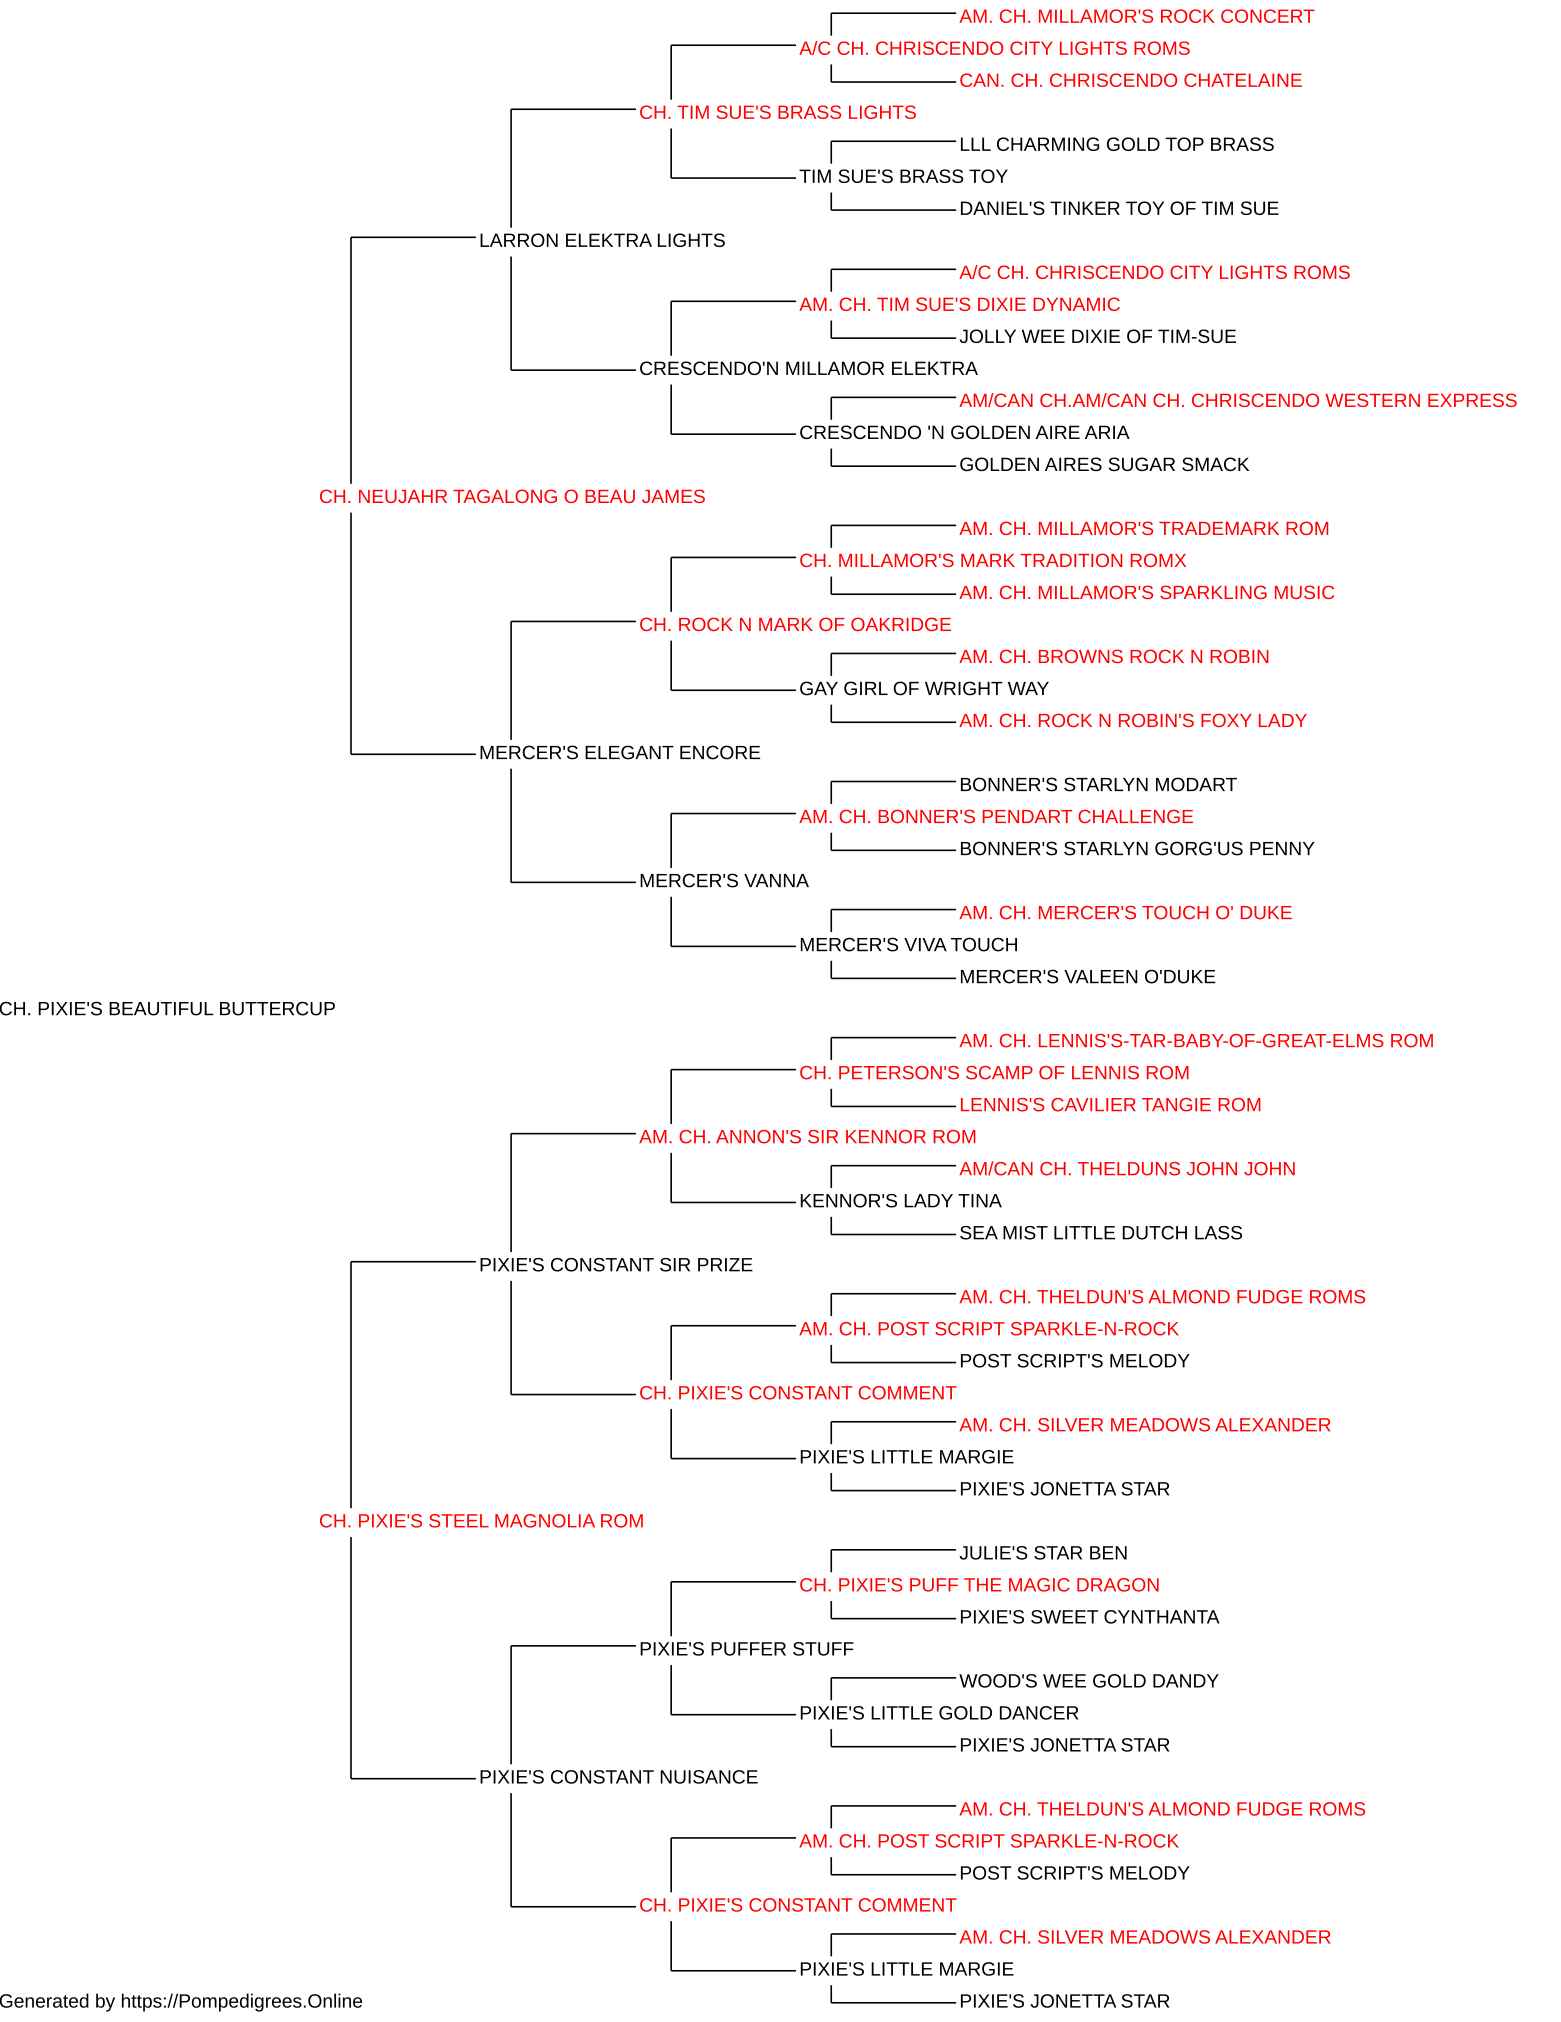 AM. CH. MILLAMOR'S ROCK CONCERT
A/C CH. CHRISCENDO CITY LIGHTS ROMS
CAN. CH. CHRISCENDO CHATELAINE
CH. TIM SUE'S BRASS LIGHTS
LLL CHARMING GOLD TOP BRASS
TIM SUE'S BRASS TOY
DANIEL'S TINKER TOY OF TIM SUE
LARRON ELEKTRA LIGHTS
A/C CH. CHRISCENDO CITY LIGHTS ROMS
AM. CH. TIM SUE'S DIXIE DYNAMIC
JOLLY WEE DIXIE OF TIM-SUE
CRESCENDO'N MILLAMOR ELEKTRA
AM/CAN CH.AM/CAN CH. CHRISCENDO WESTERN EXPRESS
CRESCENDO 'N GOLDEN AIRE ARIA
GOLDEN AIRES SUGAR SMACK
CH. NEUJAHR TAGALONG O BEAU JAMES
AM. CH. MILLAMOR'S TRADEMARK ROM
CH. MILLAMOR'S MARK TRADITION ROMX
AM. CH. MILLAMOR'S SPARKLING MUSIC
CH. ROCK N MARK OF OAKRIDGE
AM. CH. BROWNS ROCK N ROBIN
GAY GIRL OF WRIGHT WAY
AM. CH. ROCK N ROBIN'S FOXY LADY
MERCER'S ELEGANT ENCORE
BONNER'S STARLYN MODART
AM. CH. BONNER'S PENDART CHALLENGE
BONNER'S STARLYN GORG'US PENNY
MERCER'S VANNA
AM. CH. MERCER'S TOUCH O' DUKE
MERCER'S VIVA TOUCH
MERCER'S VALEEN O'DUKE
CH. PIXIE'S BEAUTIFUL BUTTERCUP
AM. CH. LENNIS'S-TAR-BABY-OF-GREAT-ELMS ROM
CH. PETERSON'S SCAMP OF LENNIS ROM
LENNIS'S CAVILIER TANGIE ROM
AM. CH. ANNON'S SIR KENNOR ROM
AM/CAN CH. THELDUNS JOHN JOHN
KENNOR'S LADY TINA
SEA MIST LITTLE DUTCH LASS
PIXIE'S CONSTANT SIR PRIZE
AM. CH. THELDUN'S ALMOND FUDGE ROMS
AM. CH. POST SCRIPT SPARKLE-N-ROCK
POST SCRIPT'S MELODY
CH. PIXIE'S CONSTANT COMMENT
AM. CH. SILVER MEADOWS ALEXANDER
PIXIE'S LITTLE MARGIE
PIXIE'S JONETTA STAR
CH. PIXIE'S STEEL MAGNOLIA ROM
JULIE'S STAR BEN
CH. PIXIE'S PUFF THE MAGIC DRAGON
PIXIE'S SWEET CYNTHANTA
PIXIE'S PUFFER STUFF
WOOD'S WEE GOLD DANDY
PIXIE'S LITTLE GOLD DANCER
PIXIE'S JONETTA STAR
PIXIE'S CONSTANT NUISANCE
AM. CH. THELDUN'S ALMOND FUDGE ROMS
AM. CH. POST SCRIPT SPARKLE-N-ROCK
POST SCRIPT'S MELODY
CH. PIXIE'S CONSTANT COMMENT
AM. CH. SILVER MEADOWS ALEXANDER
PIXIE'S LITTLE MARGIE
PIXIE'S JONETTA STAR
Generated by https://Pompedigrees.Online